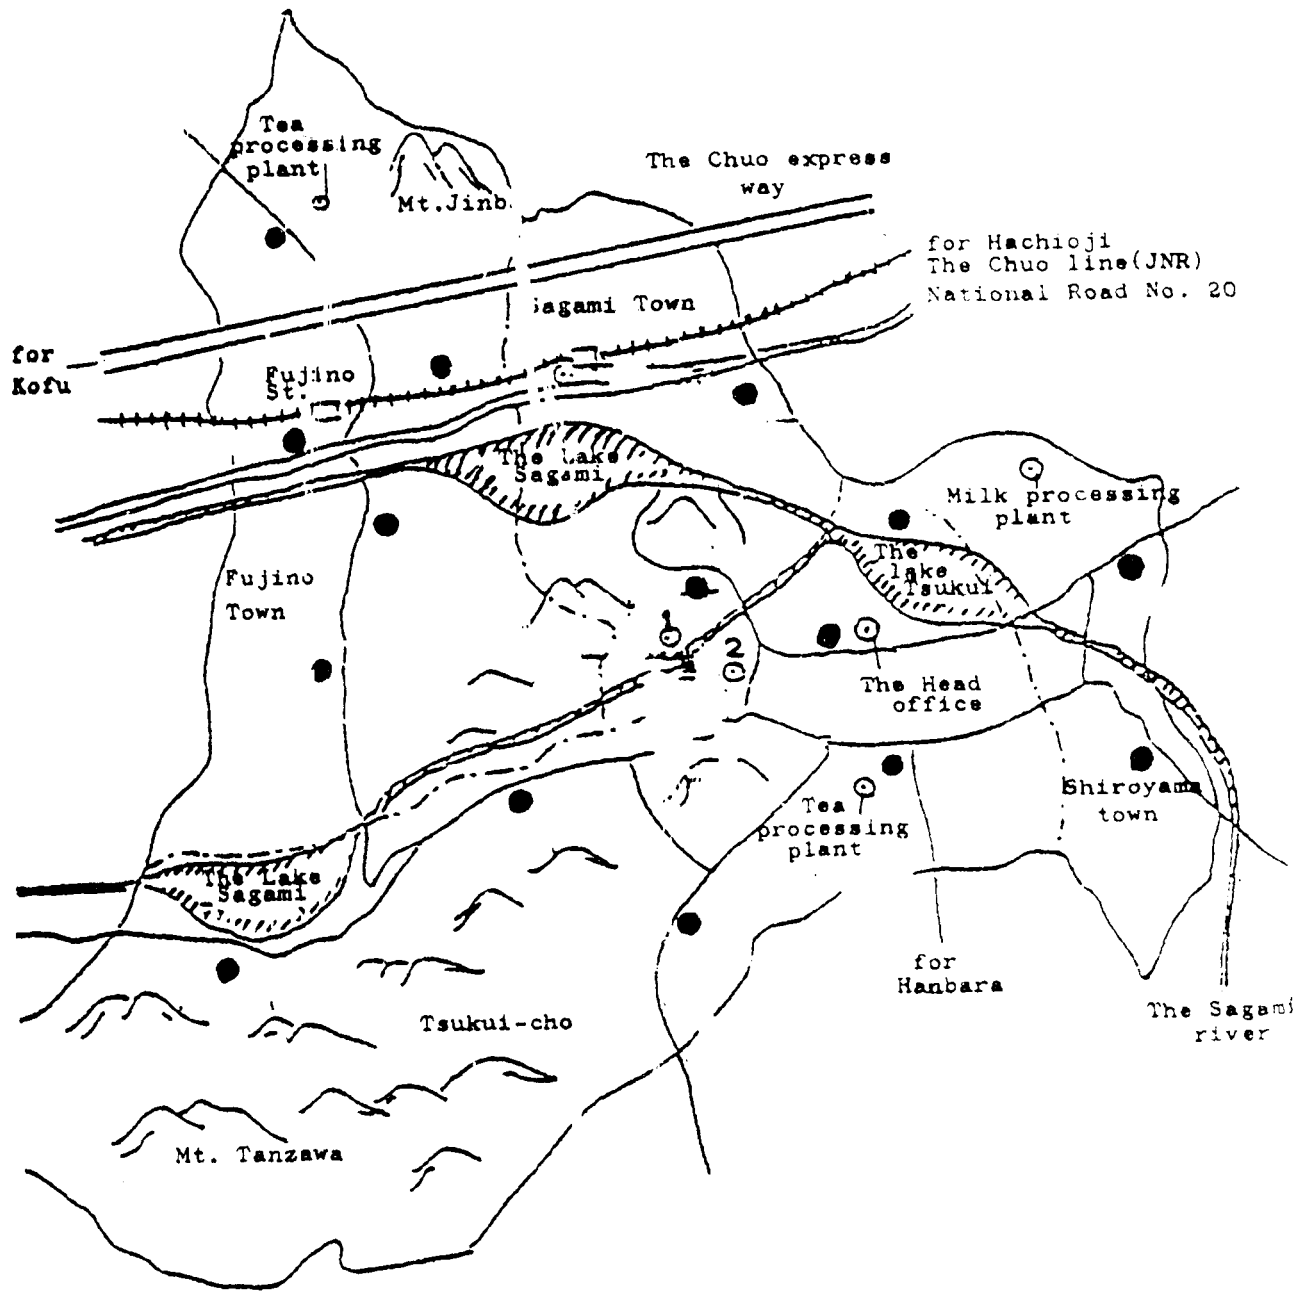 Tea
processing
plant
Mt.Jinb
The Chuo express
way
for Hachioji
The Chuo line(JNR)
National Road No. 20
Sagami Town
for
Kofu
Fujino
St.
The Lake
Sagami
Milk processing
plant
The
lake
Tsukui
Fujino
Town
1
2
The Head
office
Shiroyama
town
Tea
processing
plant
The Lake
Sagami
for
Hanbara
The Sagami
river
Tsukui-cho
Mt. Tanzawa